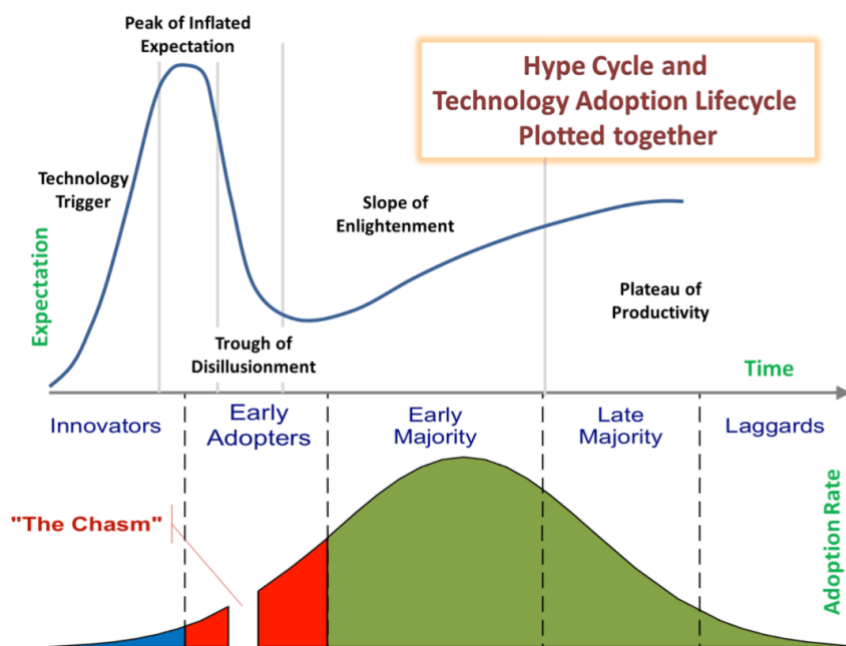 Peak of Inflated
Expectation
Hype Cycle and
Technology Adoption Lifecycle
Plotted together
Technology
Trigger
Slope of
Enlightenment
Expectation
Plateau of
Productivity
Trough of
Disillusionment
Time
Innovators
Early
Adopters
Early
Majority
Late
Majority
Laggards
"The Chasm"
Adoption Rate